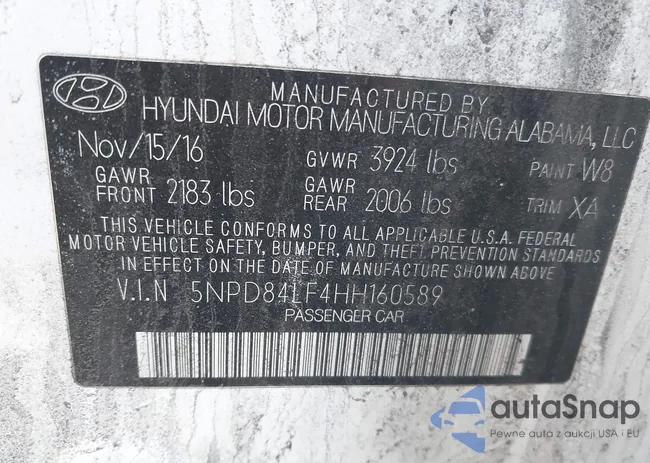 MANUFACTURED BY
HYUNDAI MOTOR MANUFACTURING ALABAMA, LLC
Nov/15/16 GVWR 3924 lbs PAINT W8
GAWR FRONT 2183 lbs GAWR REAR 2006 lbs TRIM XA
THIS VEHICLE CONFORMS TO ALL APPLICABLE U.S.A. FEDERAL
MOTOR VEHICLE SAFETY, BUMPER, AND THEFT PREVENTION STANDARDS
IN EFFECT ON THE DATE OF MANUFACTURE SHOWN ABOVE
V.I.N 5NPD84LF4HH160589
PASSENGER CAR
autaSnap
Pewne auta z aukcji USA i EU